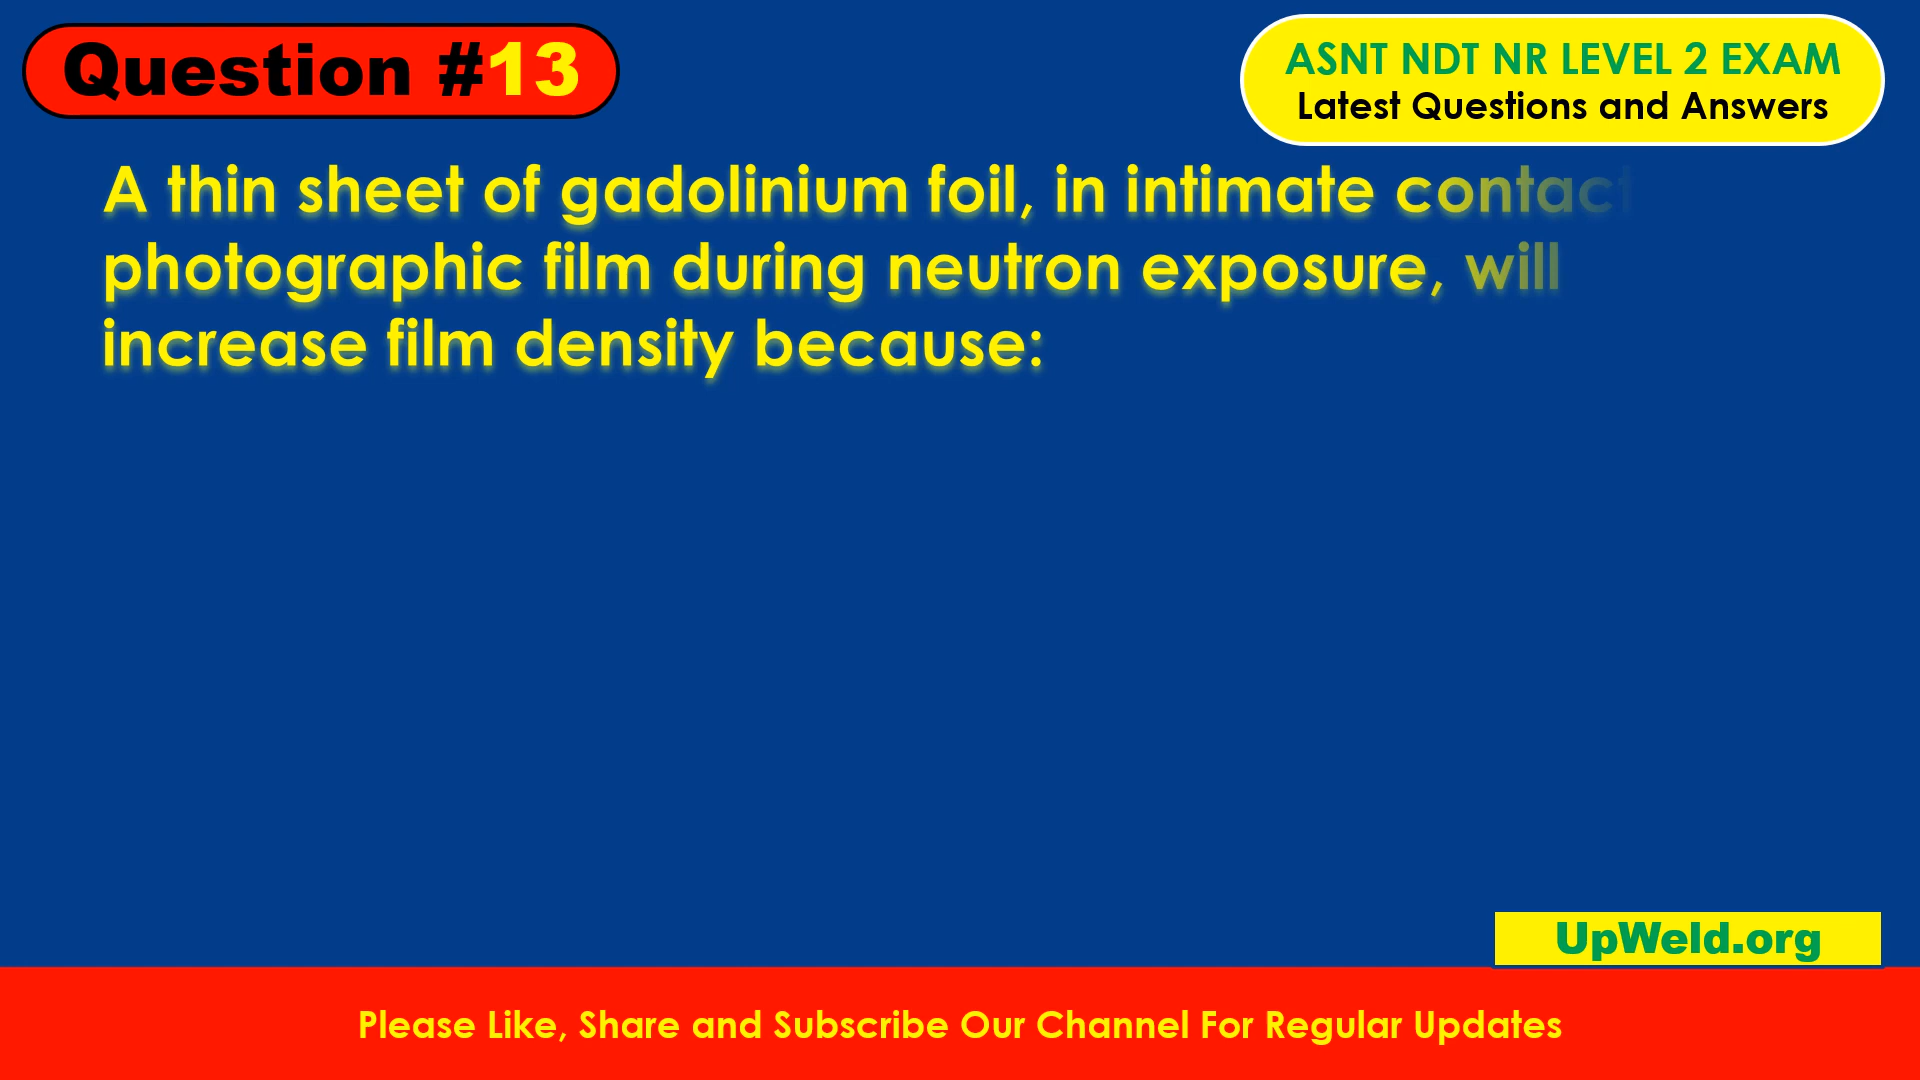 Question #13
ASNT NDT NR LEVEL 2 EXAM
Latest Questions and Answers
A thin sheet of gadolinium foil, in intimate contact
photographic film during neutron exposure, will
increase film density because:
UpWeld.org
Please Like, Share and Subscribe Our Channel For Regular Updates